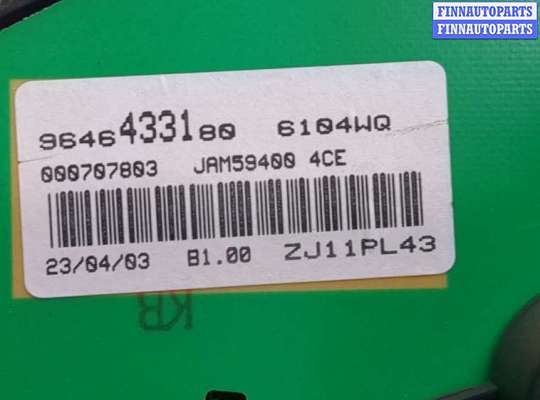 FINNAUTOPARTS
FINNAUTOPARTS
9646433180 6104WQ
000707803 JAM59400 4CE
23/04/03 B1.00 ZJ11PL43
KB